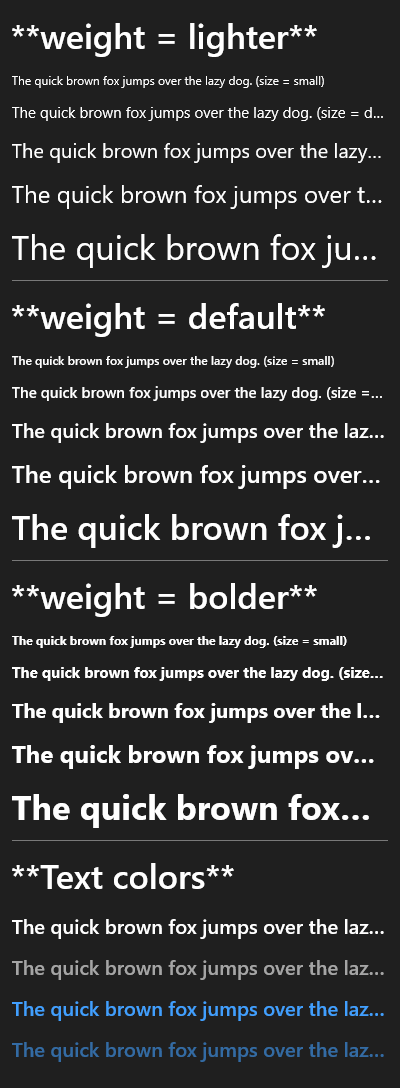 **weight = lighter**
The quick brown fox jumps over the lazy dog. (size = small)
The quick brown fox jumps over the lazy dog. (size = d...
The quick brown fox jumps over the lazy...
The quick brown fox jumps over t...
The quick brown fox ju...
**weight = default**
The quick brown fox jumps over the lazy dog. (size = small)
The quick brown fox jumps over the lazy dog. (size =...
The quick brown fox jumps over the laz...
The quick brown fox jumps over...
The quick brown fox j...
**weight = bolder**
The quick brown fox jumps over the lazy dog. (size = small)
The quick brown fox jumps over the lazy dog. (size...
The quick brown fox jumps over the l...
The quick brown fox jumps ov...
The quick brown fox...
**Text colors**
The quick brown fox jumps over the laz...
The quick brown fox jumps over the laz...
The quick brown fox jumps over the laz...
The quick brown fox jumps over the laz...